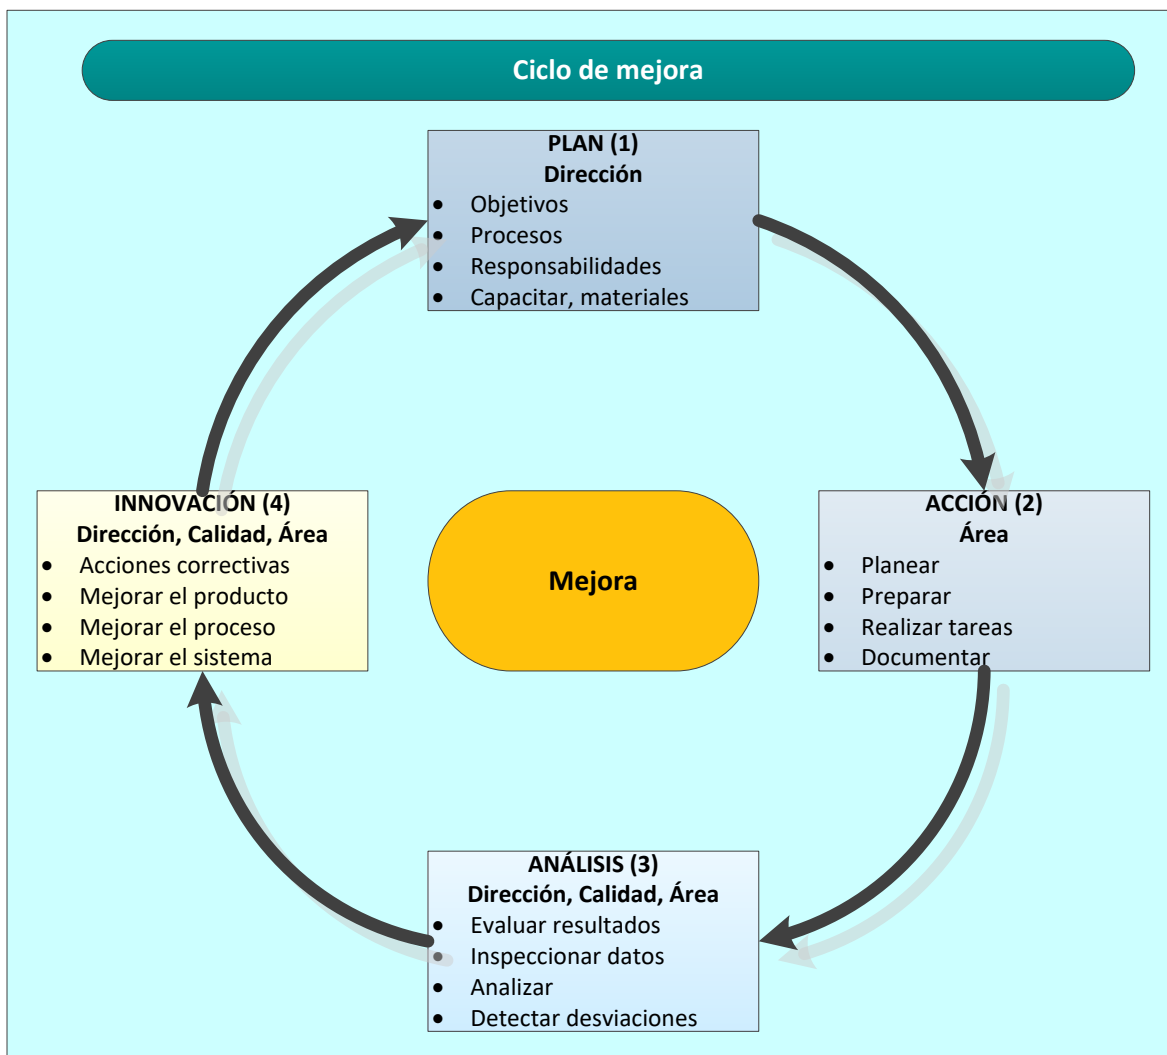 Ciclo de mejora
PLAN (1)
Dirección
• Objetivos
• Procesos
• Responsabilidades
• Capacitar, materiales
ACCIÓN (2)
Área
• Planear
• Preparar
• Realizar tareas
• Documentar
ANÁLISIS (3)
Dirección, Calidad, Área
• Evaluar resultados
• Inspeccionar datos
• Analizar
• Detectar desviaciones
INNOVACIÓN (4)
Dirección, Calidad, Área
• Acciones correctivas
• Mejorar el producto
• Mejorar el proceso
• Mejorar el sistema
Mejora